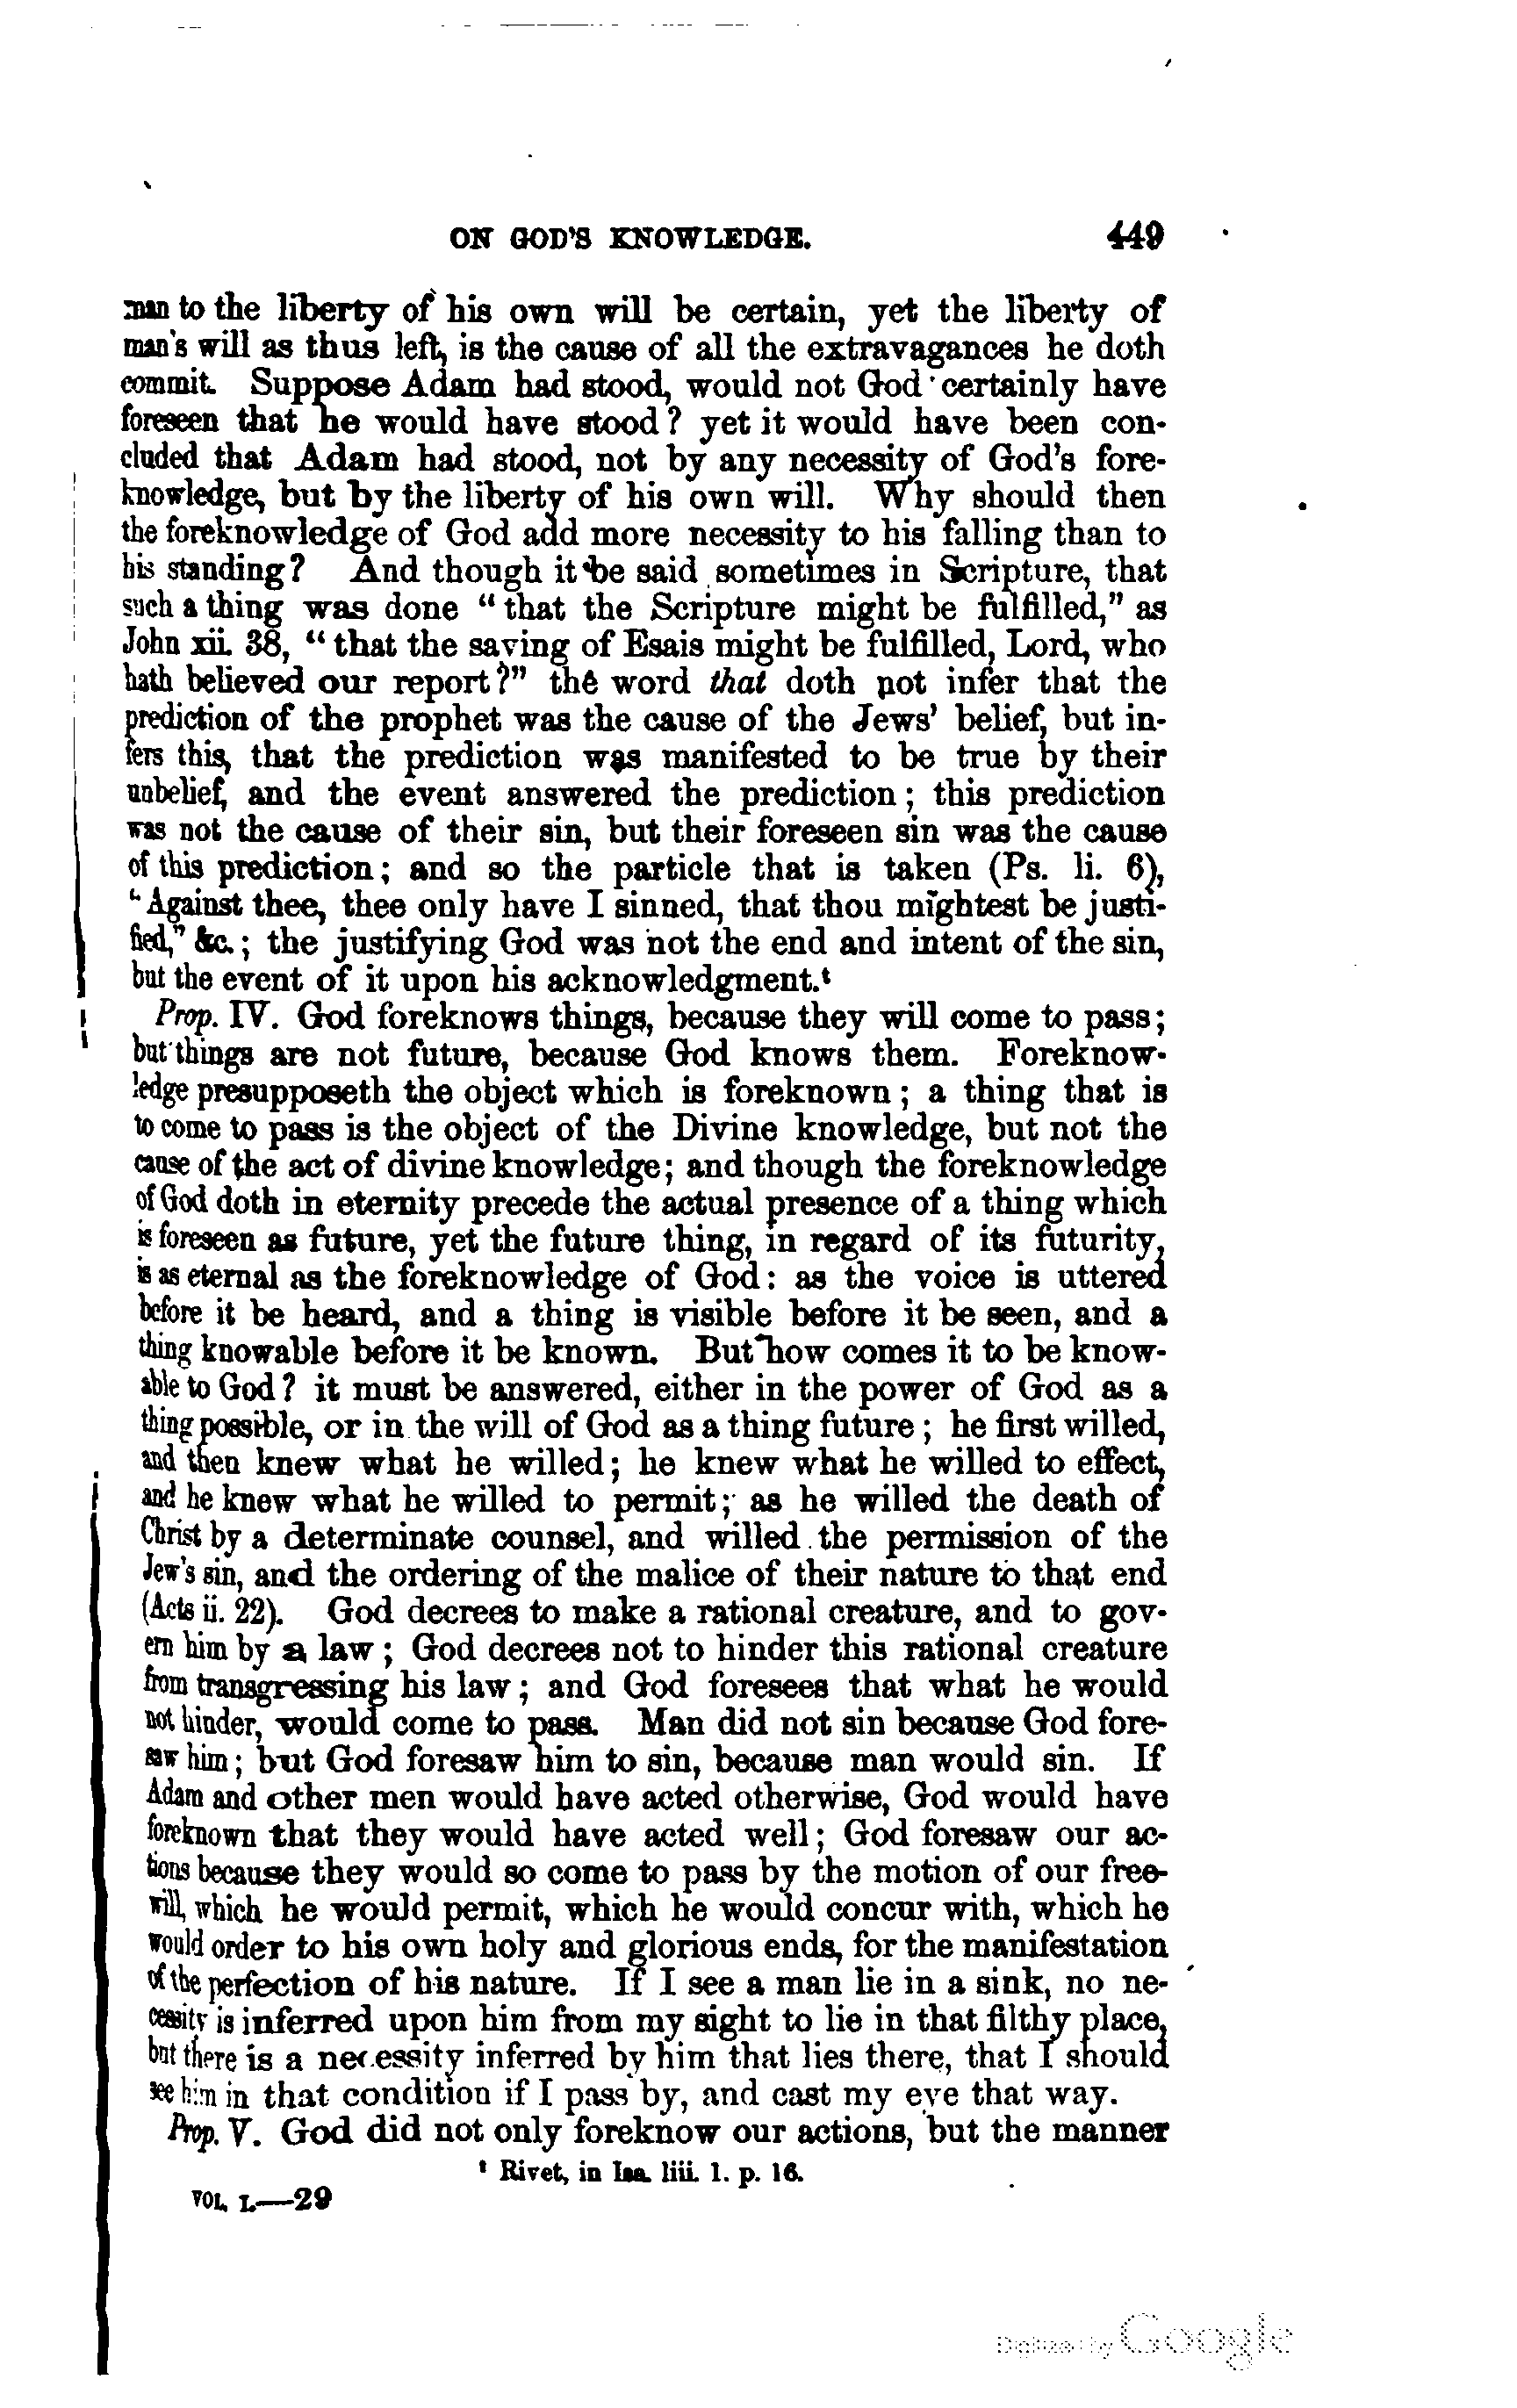 ON GOD'S KNOWLEDGE. 449
man to the liberty of his own will be certain, yet the liberty of
man's will as thus left, is the cause of all the extravagances he doth
commit. Suppose Adam had stood, would not God certainly have
foreseen that he would have stood? yet it would have been con-
cluded that Adam had stood, not by any necessity of God's fore-
knowledge, but by the liberty of his own will. Why should then
the foreknowledge of God add more necessity to his falling than to
his standing? And though it be said sometimes in Scripture, that
such a thing was done "that the Scripture might be fulfilled," as
John xii. 38, "that the saying of Esais might be fulfilled, Lord, who
hath believed our report?" the word that doth not infer that the
prediction of the prophet was the cause of the Jews' belief, but in-
fers this, that the prediction was manifested to be true by their
unbelief, and the event answered the prediction; this prediction
was not the cause of their sin, but their foreseen sin was the cause
of this prediction; and so the particle that is taken (Ps. li. 6),
"Against thee, thee only have I sinned, that thou mightest be justi-
fied," &c.; the justifying God was not the end and intent of the sin,
but the event of it upon his acknowledgment.t
Prop. IV. God foreknows things, because they will come to pass;
but things are not future, because God knows them. Foreknow-
ledge presupposeth the object which is foreknown; a thing that is
to come to pass is the object of the Divine knowledge, but not the
cause of the act of divine knowledge; and though the foreknowledge
of God doth in eternity precede the actual presence of a thing which
is foreseen as future, yet the future thing, in regard of its futurity,
is as eternal as the foreknowledge of God: as the voice is uttered
before it be heard, and a thing is visible before it be seen, and a
thing knowable before it be known. But how comes it to be know-
able to God? it must be answered, either in the power of God as a
thing possible, or in the will of God as a thing future; he first willed,
and then knew what he willed; he knew what he willed to effect,
and he knew what he willed to permit; as he willed the death of
Christ by a determinate counsel, and willed the permission of the
Jew's sin, and the ordering of the malice of their nature to that end
(Acts ii. 22). God decrees to make a rational creature, and to gov-
ern him by a law; God decrees not to hinder this rational creature
from transgressing his law; and God foresees that what he would
not hinder, would come to pass. Man did not sin because God fore-
saw him; but God foresaw him to sin, because man would sin. If
Adam and other men would have acted otherwise, God would have
foreknown that they would have acted well; God foresaw our ac-
tions because they would so come to pass by the motion of our free-
will, which he would permit, which he would concur with, which he
would order to his own holy and glorious ends, for the manifestation
of the perfection of his nature. If I see a man lie in a sink, no ne-
cessity is inferred upon him from my sight to lie in that filthy place,
but there is a necessity inferred by him that lies there, that I should
see him in that condition if I pass by, and cast my eye that way.
Prop. V. God did not only foreknow our actions, but the manner
t Rivet, in Isa. liii. 1. p. 16.
VOL. I.—29
Digitized by Google